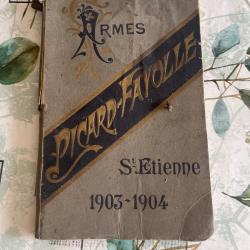 ARMES
PICARD-FAYOLLE
St Etienne
1903-1904